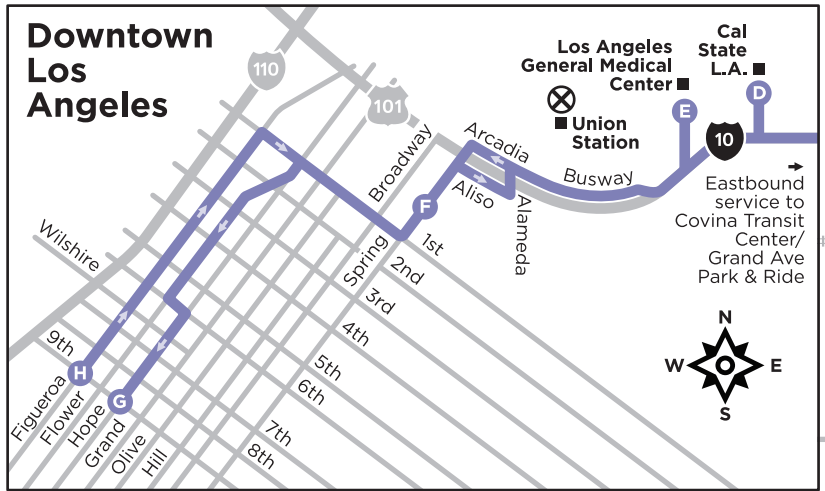 Downtown
Los
Angeles
110
101
Los Angeles
General Medical
Center
Cal
State
L.A.
D
E
10
Union
Station
Broadway
Arcadia
Busway
Aliso
Alameda
F
Eastbound
service to
Covina Transit
Center/
Grand Ave
Park & Ride
Wilshire
Spring
1st
2nd
3rd
4th
5th
6th
7th
8th
9th
H
G
Figueroa
Flower
Hope
Grand
Olive
Hill
N
W
E
S